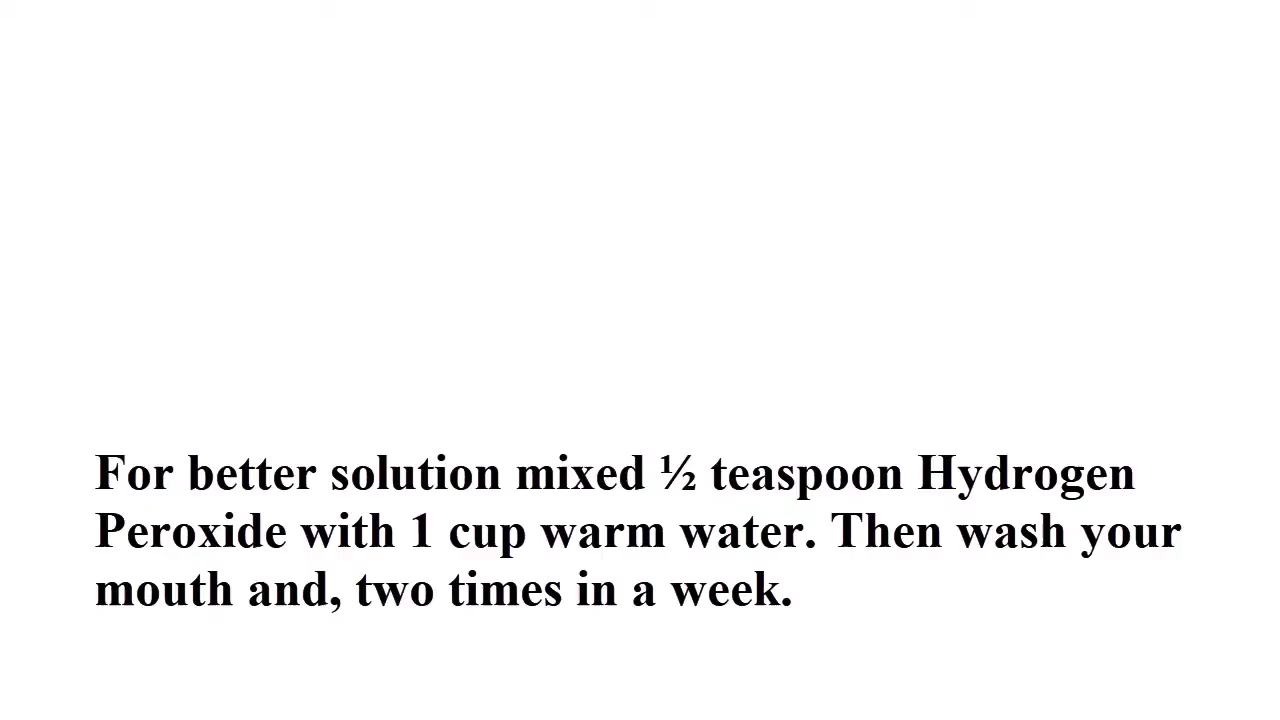 For better solution mixed ½ teaspoon Hydrogen
Peroxide with 1 cup warm water. Then wash your
mouth and, two times in a week.